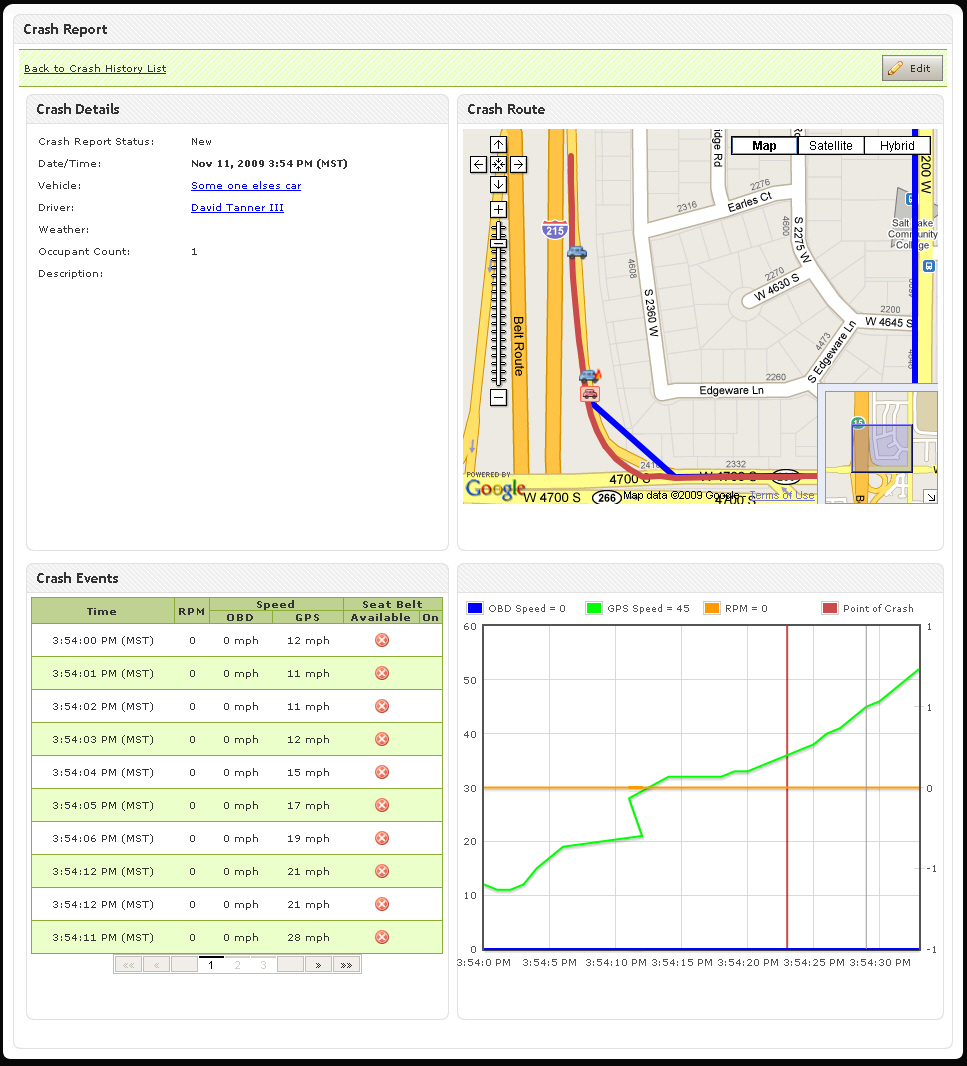 Crash Report
Back to Crash History List
Edit
Crash Details
Crash Report Status: New
Date/Time: Nov 11, 2009 3:54 PM (MST)
Vehicle: Some one elses car
Driver: David Tanner III
Weather:
Occupant Count: 1
Description:
Crash Route
Map Satellite Hybrid
idge Rd
200 W
2276
Earles Ct
2316
4600
S 2275 W
Salt Lake
Community
College
215
4608
2270
W 4630 S
S 2360 W
2200
W 4645 S
Belt Route
4473
S Edgeware Ln
2260
Edgeware Ln
15
2332
4700 S
W 4700 S
POWERED BY
Google
W 4700 S
266
Map data ©2009 Google - Terms of Use
4700 S
B
Crash Events
Time RPM Speed Seat Belt
OBD GPS Available On
3:54:00 PM (MST) 0 0 mph 12 mph
3:54:01 PM (MST) 0 0 mph 11 mph
3:54:02 PM (MST) 0 0 mph 11 mph
3:54:03 PM (MST) 0 0 mph 12 mph
3:54:04 PM (MST) 0 0 mph 15 mph
3:54:05 PM (MST) 0 0 mph 17 mph
3:54:06 PM (MST) 0 0 mph 19 mph
3:54:12 PM (MST) 0 0 mph 21 mph
3:54:12 PM (MST) 0 0 mph 21 mph
3:54:11 PM (MST) 0 0 mph 28 mph
<< < 1 2 3 > >>
OBD Speed = 0 GPS Speed = 45 RPM = 0 Point of Crash
60 1
50
1
40
30 0
20
-1
10
0 -1
3:54:0 PM 3:54:5 PM 3:54:10 PM 3:54:15 PM 3:54:20 PM 3:54:25 PM 3:54:30 PM